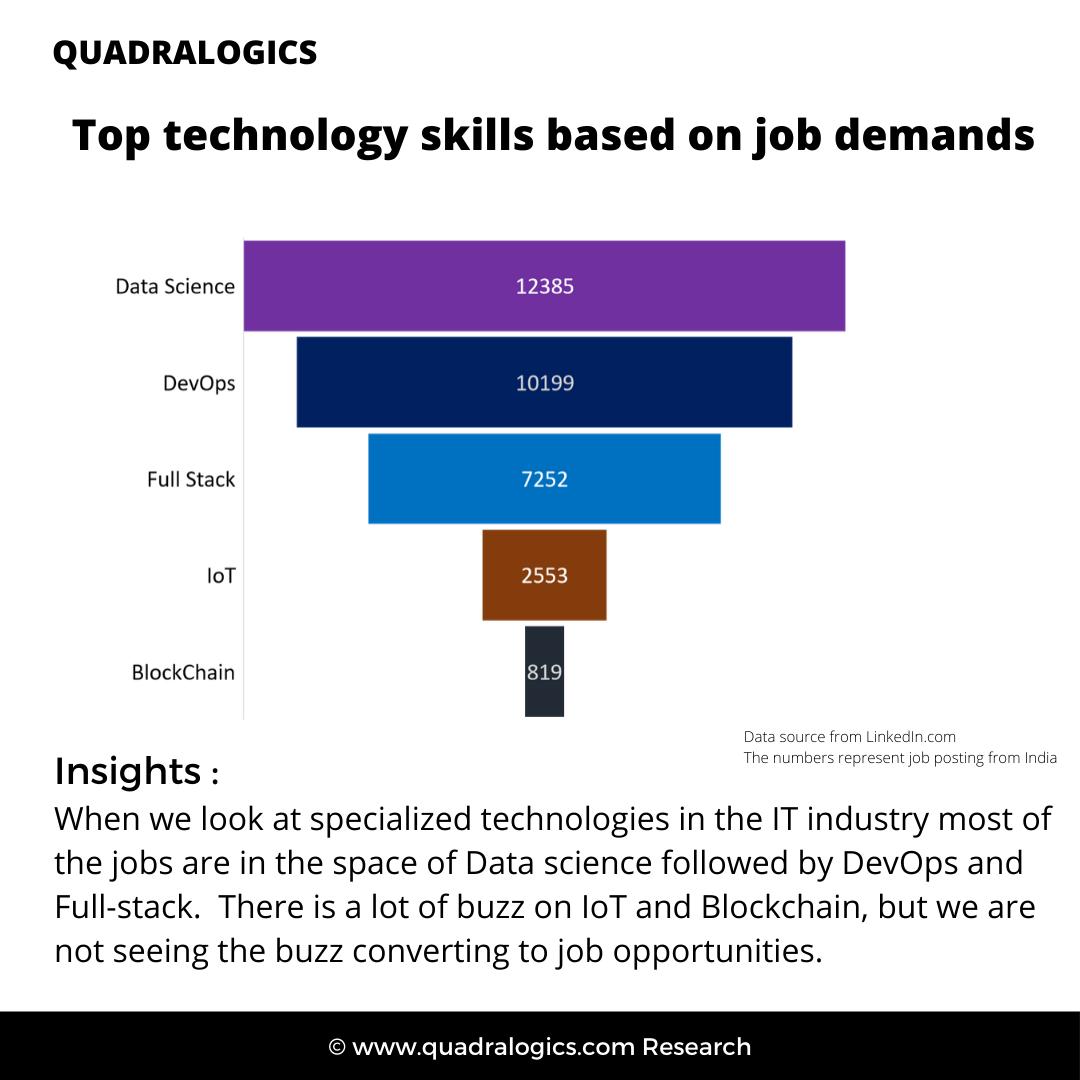 QUADRALOGICS
Top technology skills based on job demands
Data Science 12385
DevOps 10199
Full Stack 7252
IoT 2553
BlockChain 819
Data source from LinkedIn.com
The numbers represent job posting from India
Insights :
When we look at specialized technologies in the IT industry most of
the jobs are in the space of Data science followed by DevOps and
Full-stack.  There is a lot of buzz on IoT and Blockchain, but we are
not seeing the buzz converting to job opportunities.
© www.quadralogics.com Research